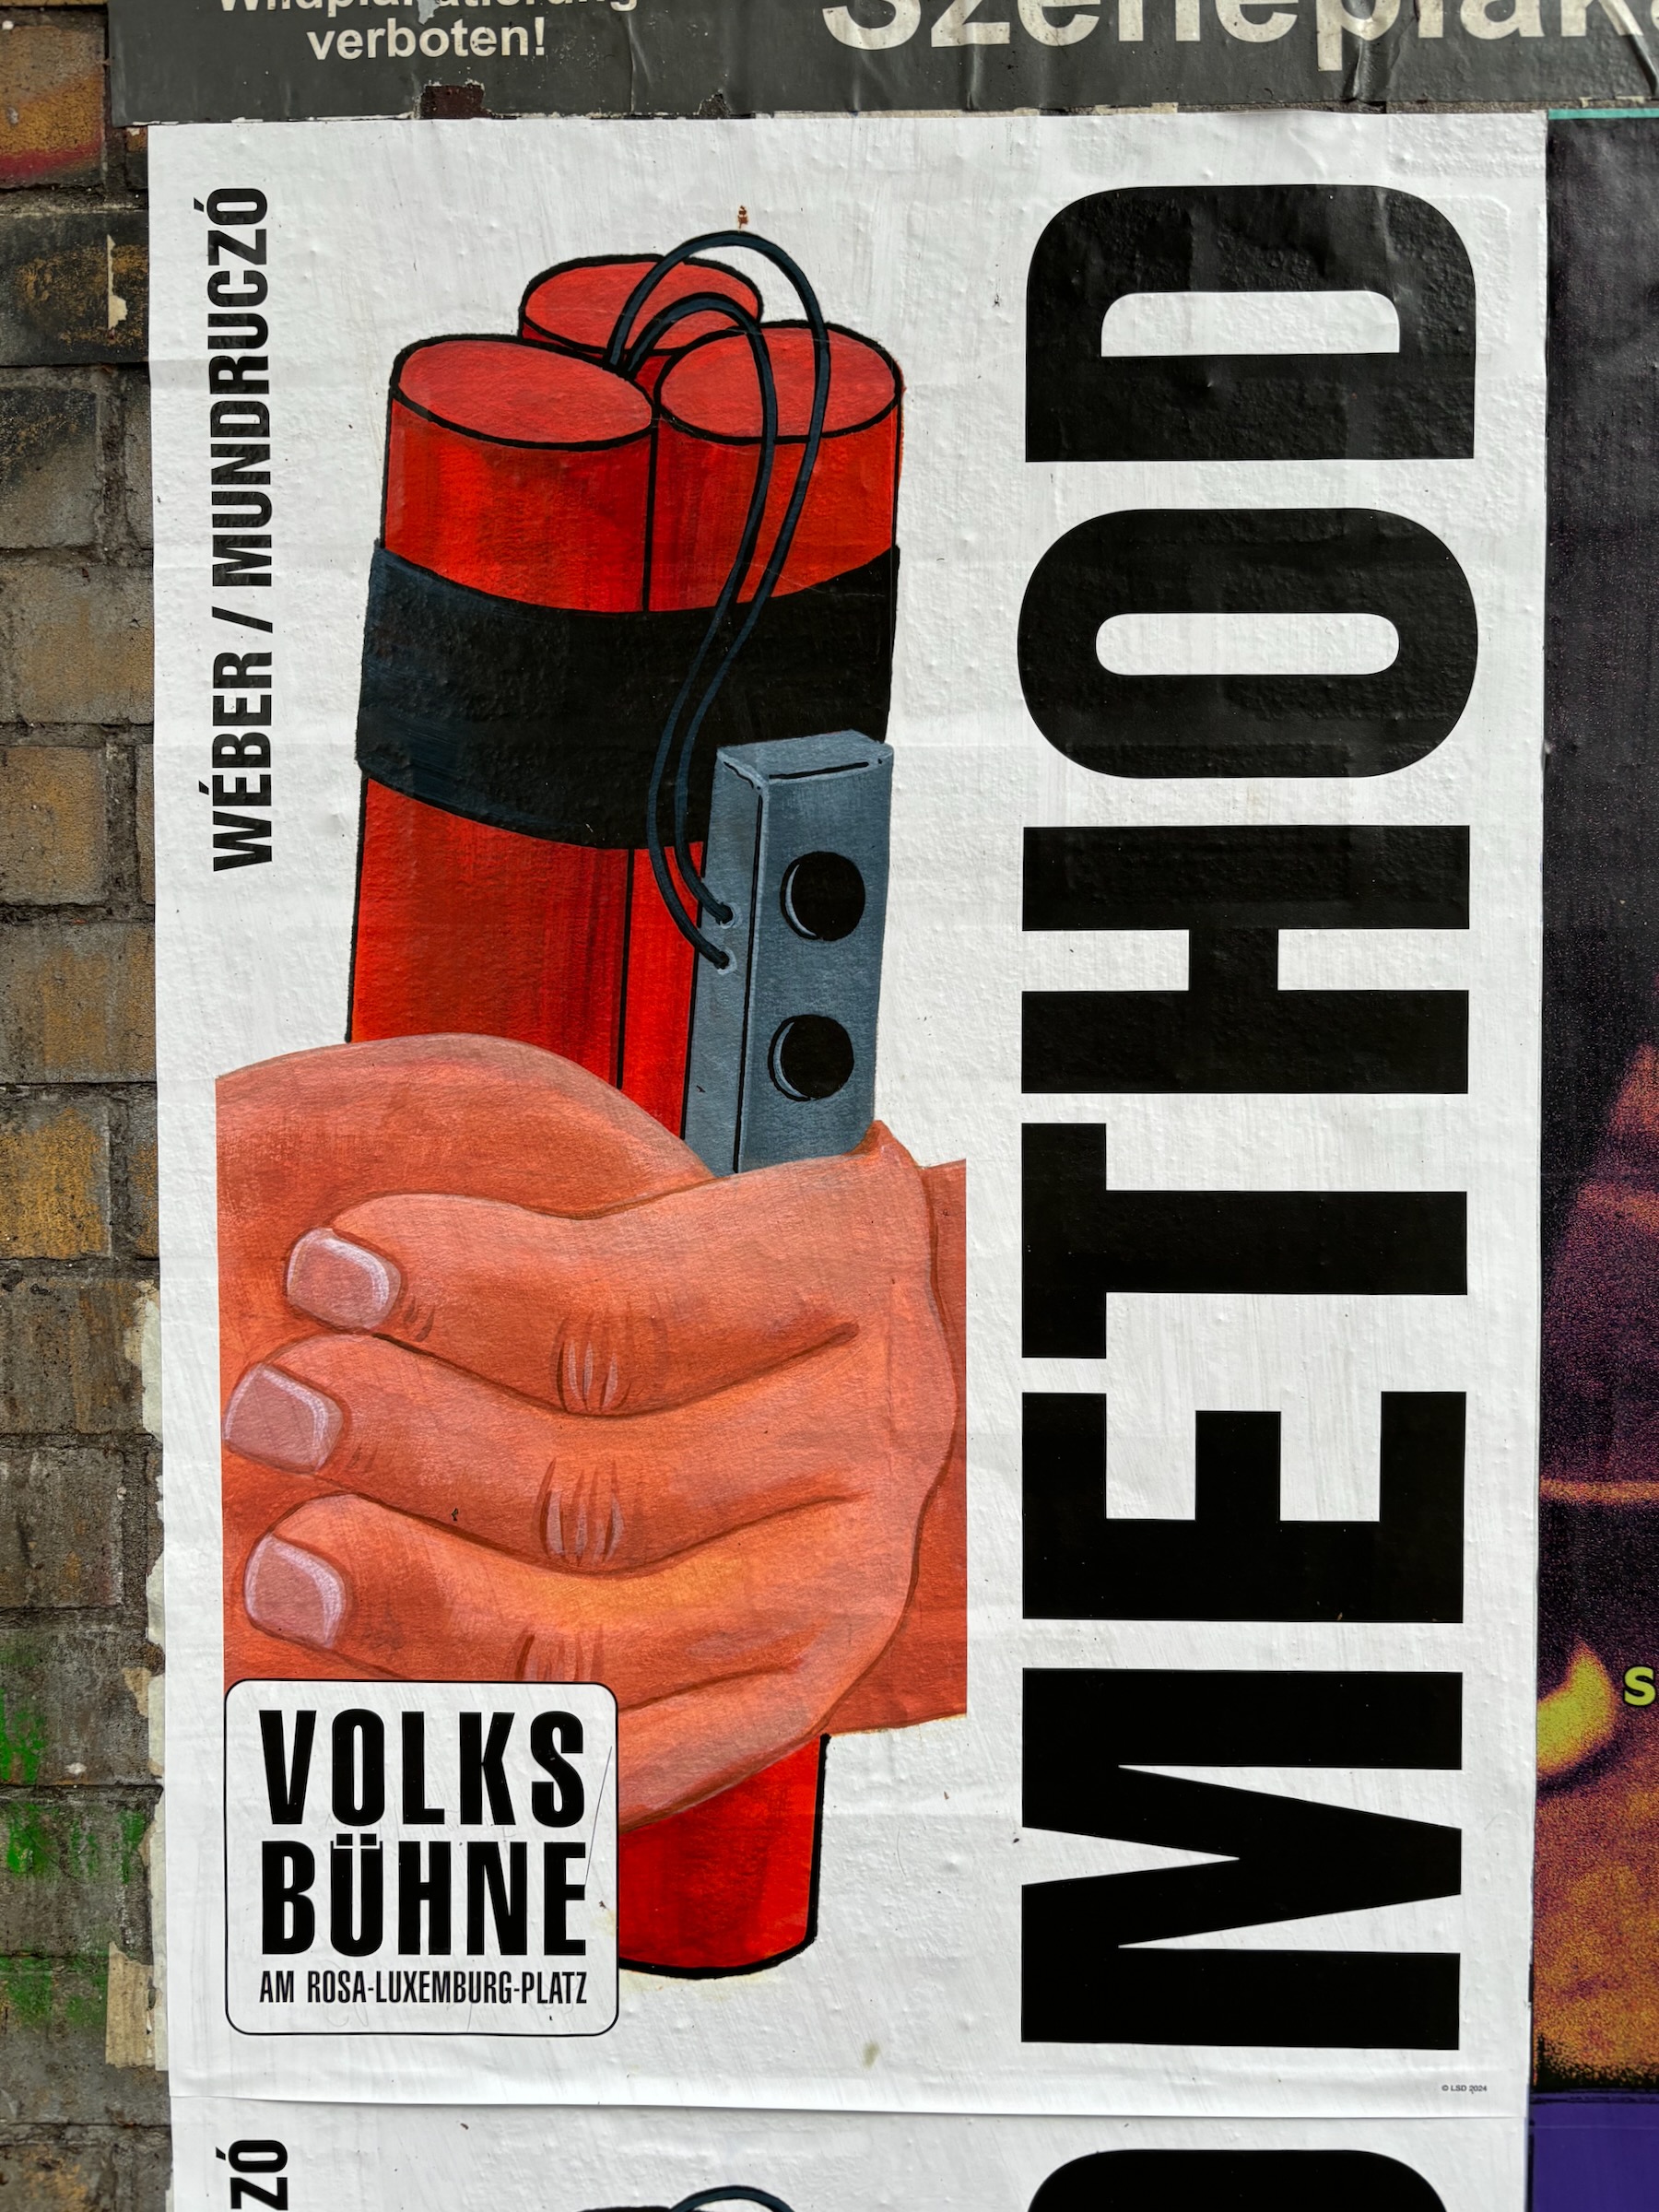 verboten!
WÉBER / MUNDRUCZÓ
METHOD
VOLKS
BÜHNE
AM ROSA-LUXEMBURG-PLATZ
© LSD 2024
ZÓ
s